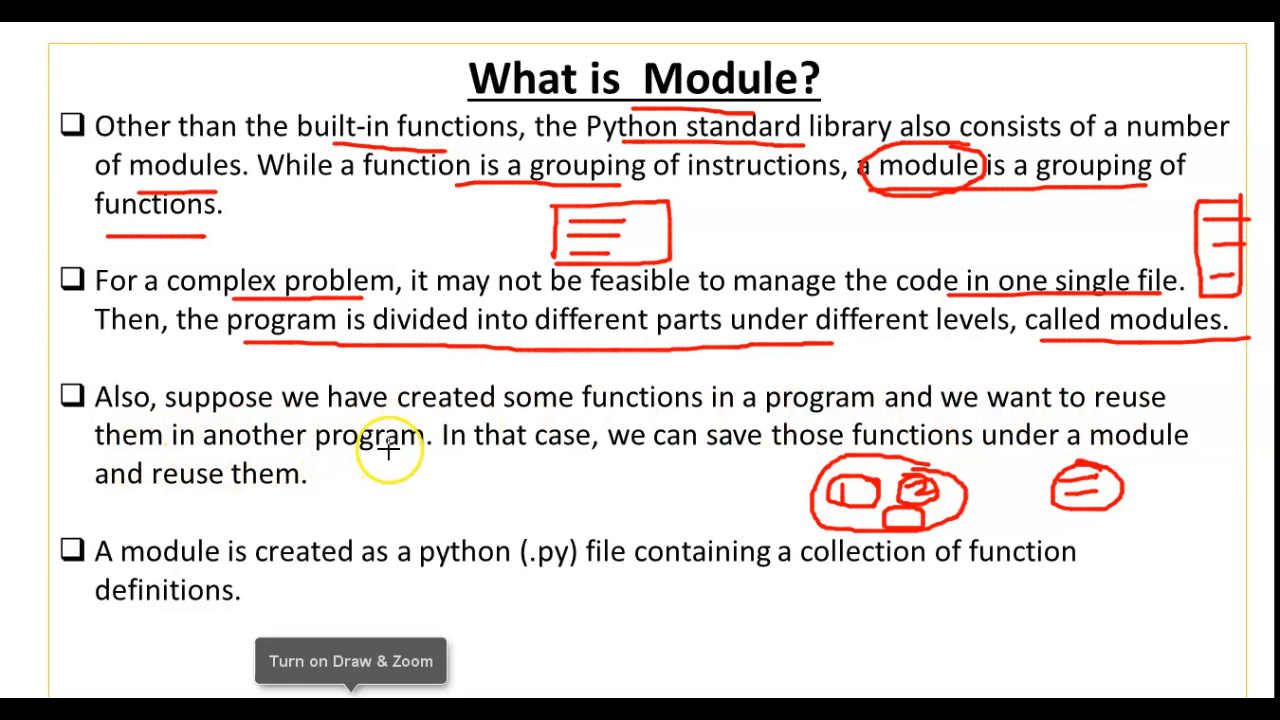 What is Module?
❑ Other than the built-in functions, the Python standard library also consists of a number
of modules. While a function is a grouping of instructions, a module is a grouping of
functions.
❑ For a complex problem, it may not be feasible to manage the code in one single file.
Then, the program is divided into different parts under different levels, called modules.
❑ Also, suppose we have created some functions in a program and we want to reuse
them in another program. In that case, we can save those functions under a module
and reuse them.
1 2
❑ A module is created as a python (.py) file containing a collection of function
definitions.
Turn on Draw & Zoom